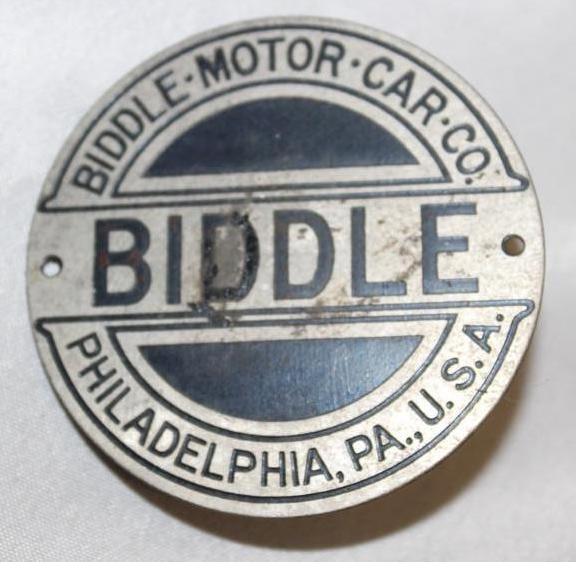 BIDDLE·MOTOR·CAR·CO.
BIDDLE
PHILADELPHIA, PA., U.S.A.